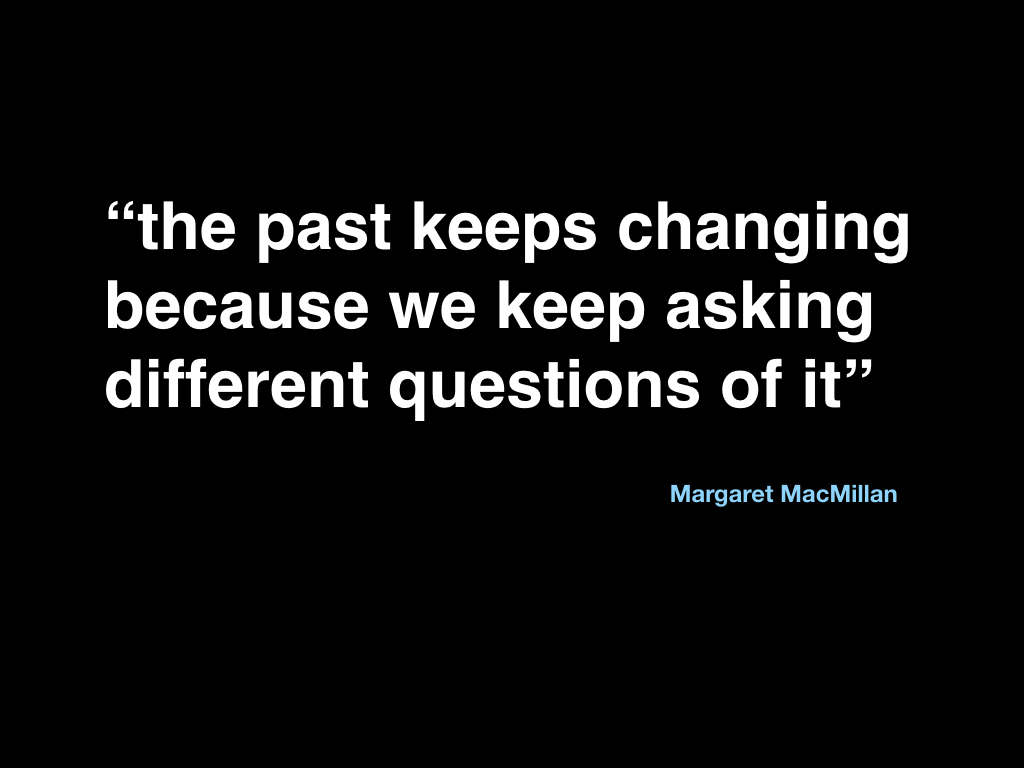 “the past keeps changing
because we keep asking
different questions of it”
Margaret MacMillan